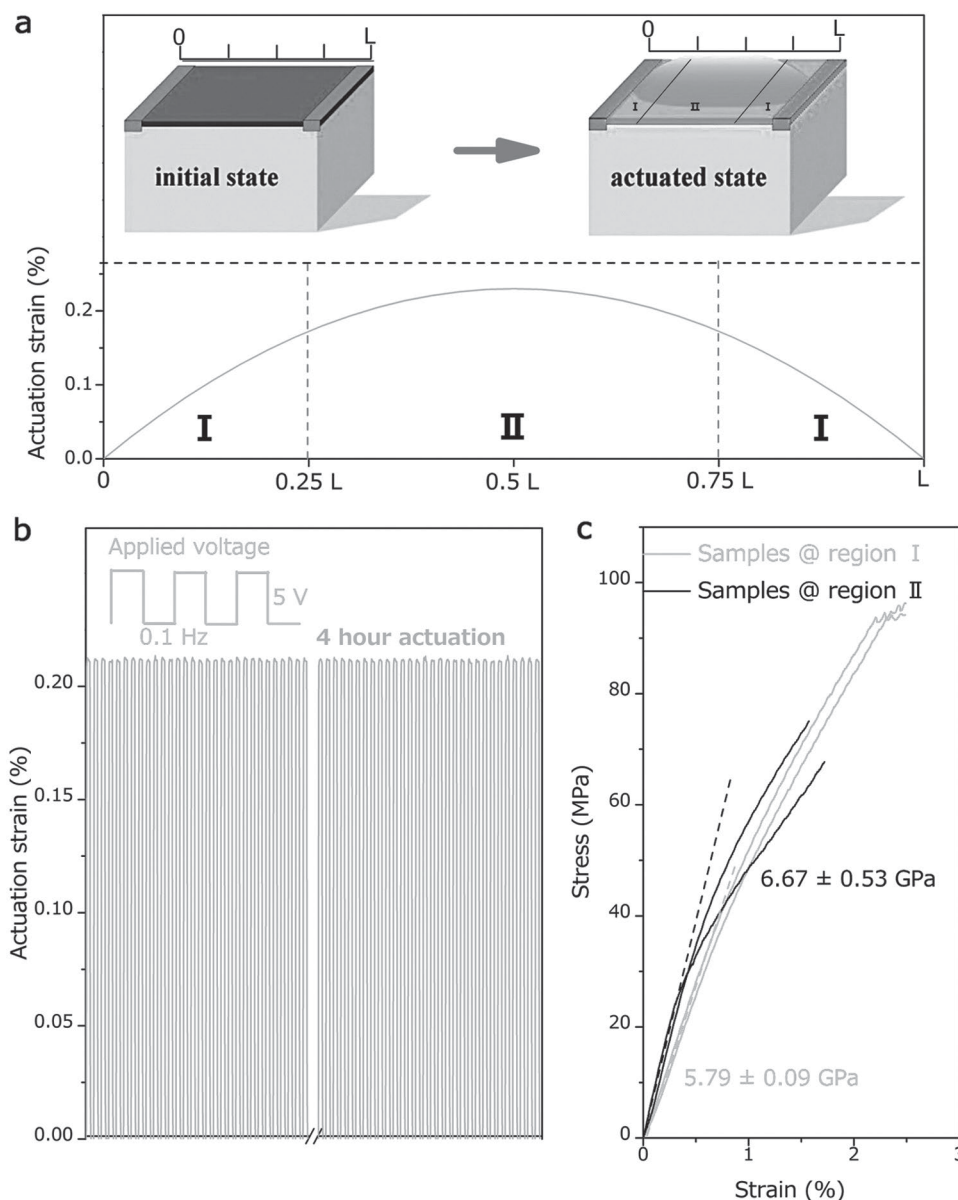 a
0 L
0 L
I II I
initial state
actuated state
Actuation strain (%)
0.2
0.1
0.0
I II I
0 0.25 L 0.5 L 0.75 L L
b
Applied voltage
5 V
0.1 Hz
4 hour actuation
Actuation strain (%)
0.20
0.15
0.10
0.05
0.00
c
Samples @ region I
Samples @ region II
Stress (MPa)
100
80
60
40
20
0
6.67 ± 0.53 GPa
5.79 ± 0.09 GPa
0 1 2 3
Strain (%)